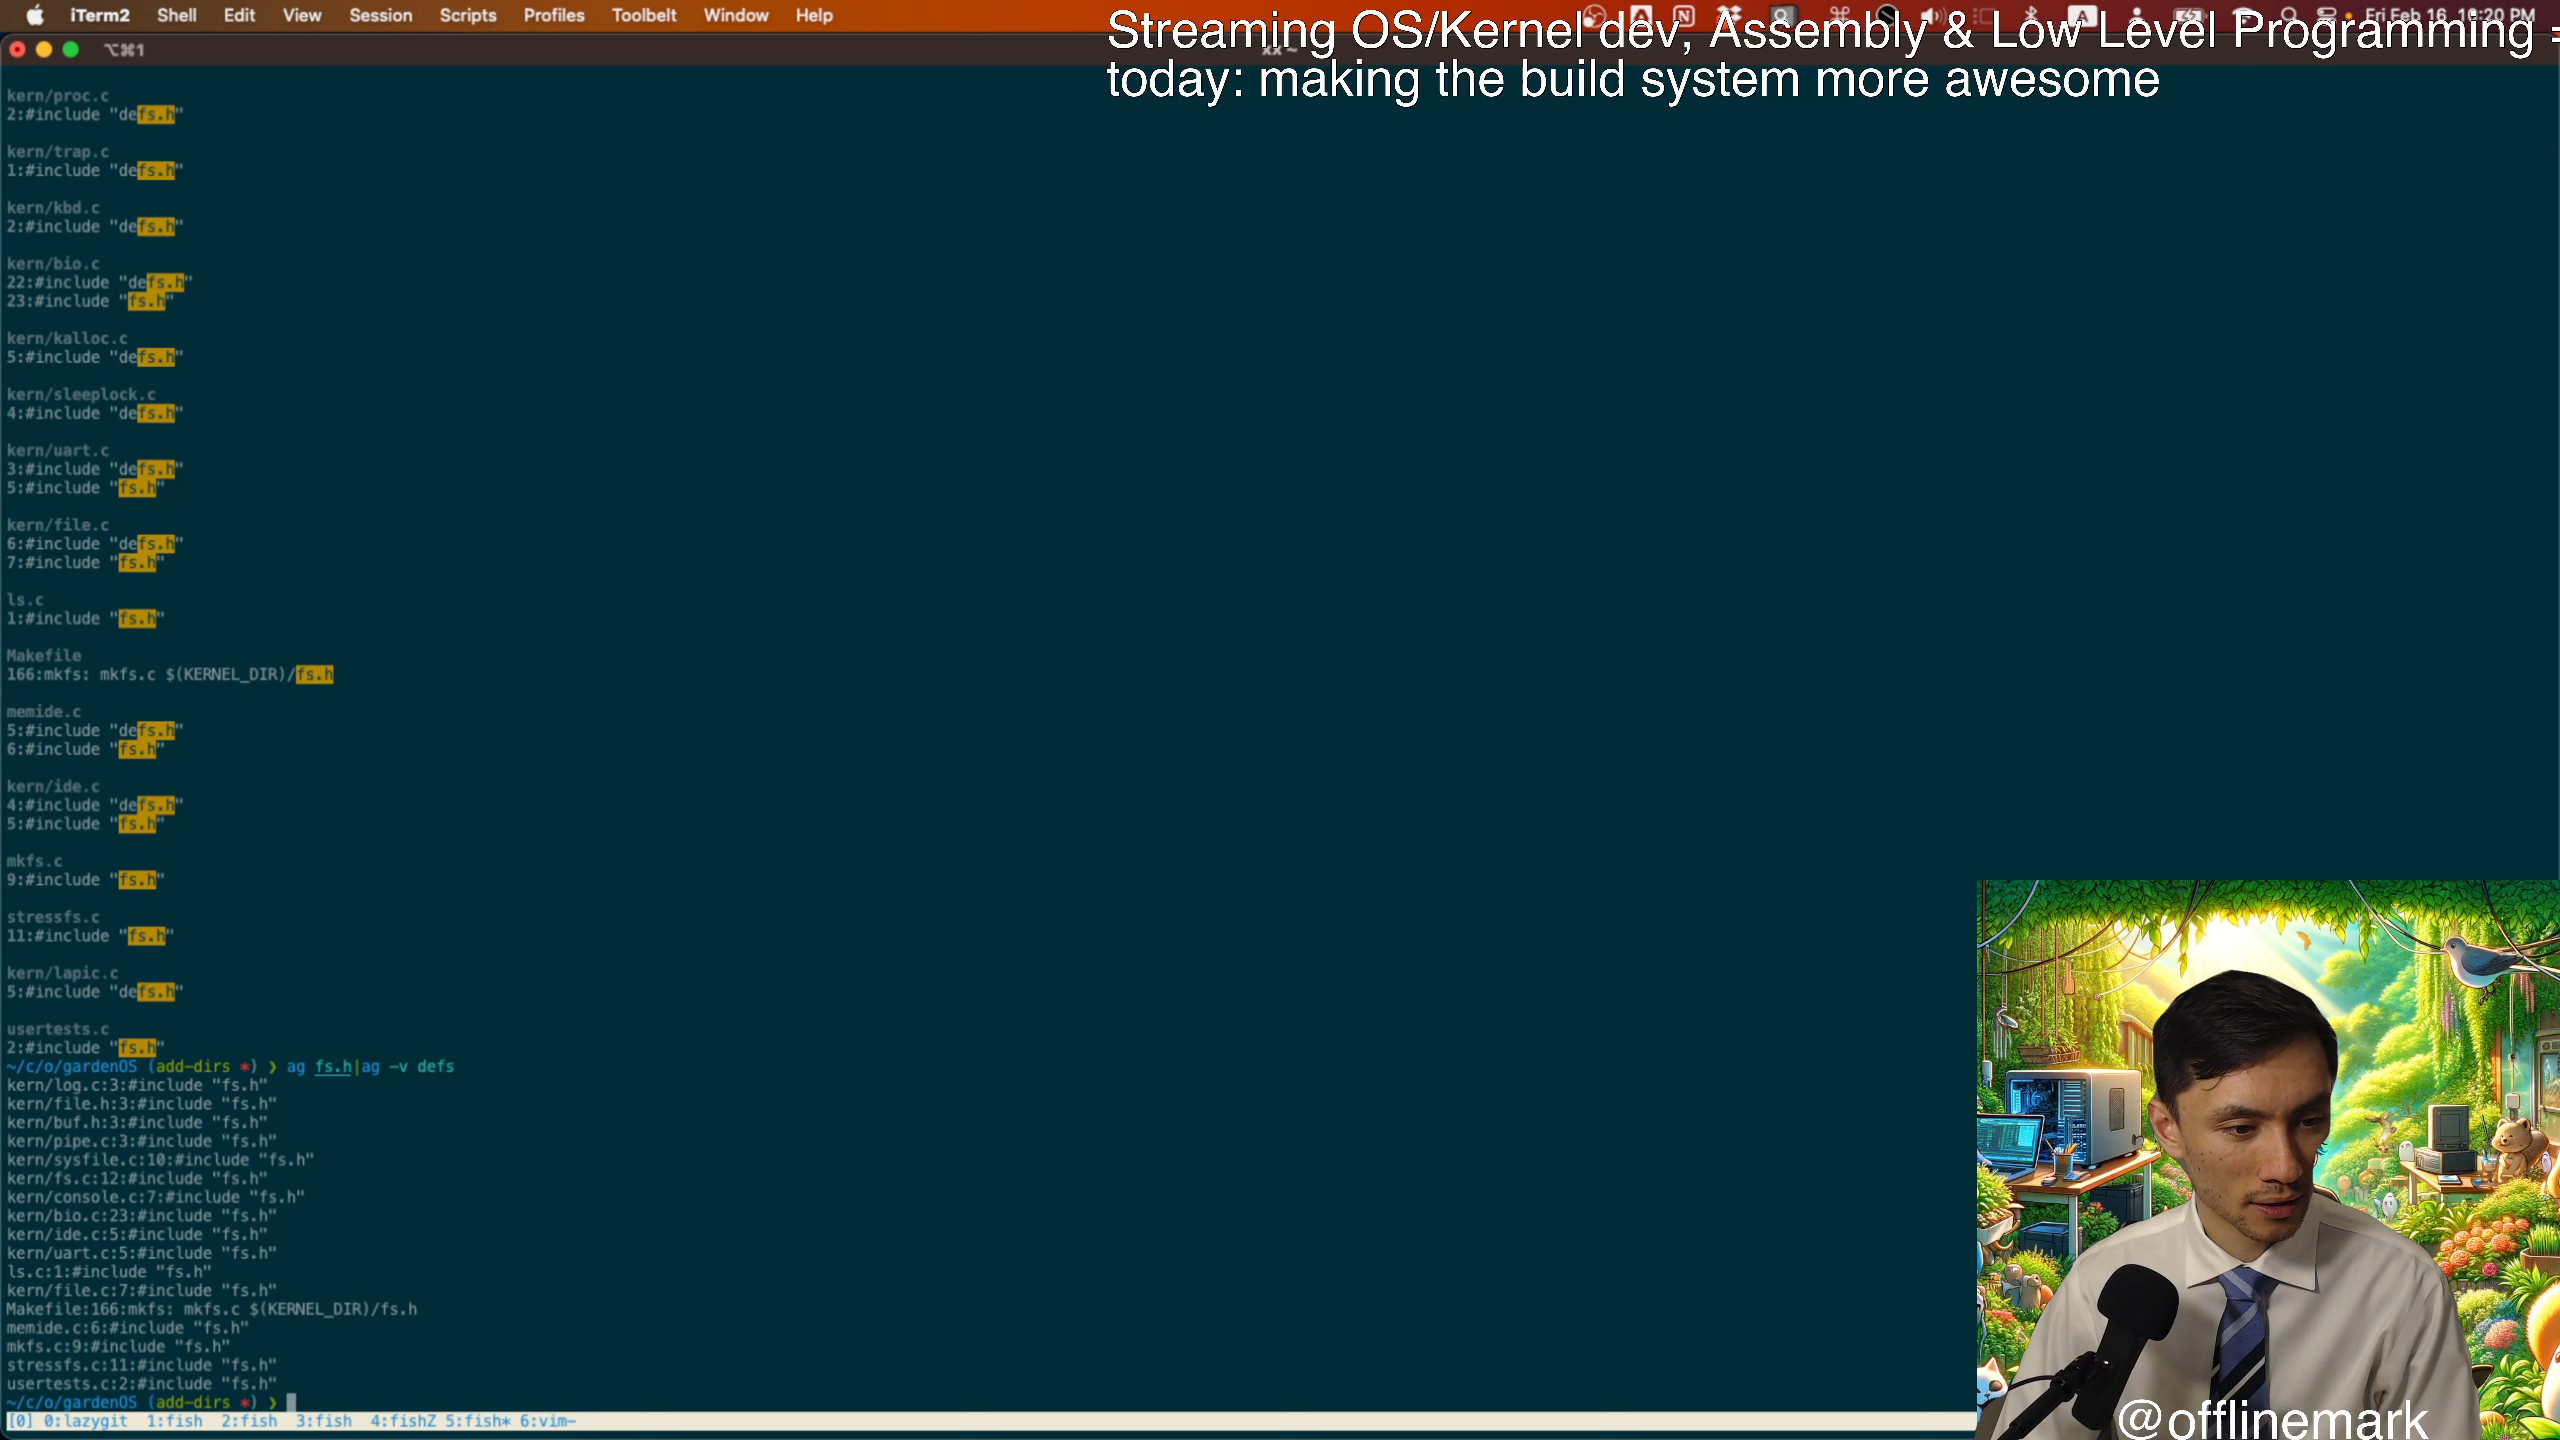 iTerm2 Shell Edit View Session Scripts Profiles Toolbelt Window Help
Streaming OS/Kernel dev, Assembly & Low Level Programming
today: making the build system more awesome
⌥⌘1
kern/proc.c
2:#include "defs.h"
kern/trap.c
1:#include "defs.h"
kern/kbd.c
2:#include "defs.h"
kern/bio.c
22:#include "defs.h"
23:#include "fs.h"
kern/kalloc.c
5:#include "defs.h"
kern/sleeplock.c
4:#include "defs.h"
kern/uart.c
3:#include "defs.h"
5:#include "fs.h"
kern/file.c
6:#include "defs.h"
7:#include "fs.h"
ls.c
1:#include "fs.h"
Makefile
166:mkfs: mkfs.c $(KERNEL_DIR)/fs.h
memide.c
5:#include "defs.h"
6:#include "fs.h"
kern/ide.c
4:#include "defs.h"
5:#include "fs.h"
mkfs.c
9:#include "fs.h"
stressfs.c
11:#include "fs.h"
kern/lapic.c
5:#include "defs.h"
usertests.c
2:#include "fs.h"
~/c/o/gardenOS (add-dirs *) ❯ ag fs.h|ag -v defs
kern/log.c:3:#include "fs.h"
kern/file.h:3:#include "fs.h"
kern/buf.h:3:#include "fs.h"
kern/pipe.c:3:#include "fs.h"
kern/sysfile.c:10:#include "fs.h"
kern/fs.c:12:#include "fs.h"
kern/console.c:7:#include "fs.h"
kern/bio.c:23:#include "fs.h"
kern/ide.c:5:#include "fs.h"
kern/uart.c:5:#include "fs.h"
ls.c:1:#include "fs.h"
kern/file.c:7:#include "fs.h"
Makefile:166:mkfs: mkfs.c $(KERNEL_DIR)/fs.h
memide.c:6:#include "fs.h"
mkfs.c:9:#include "fs.h"
stressfs.c:11:#include "fs.h"
usertests.c:2:#include "fs.h"
~/c/o/gardenOS (add-dirs *) ❯
[0] 0:lazygit 1:fish 2:fish 3:fish 4:fishZ 5:fish* 6:vim-
@offlinemark